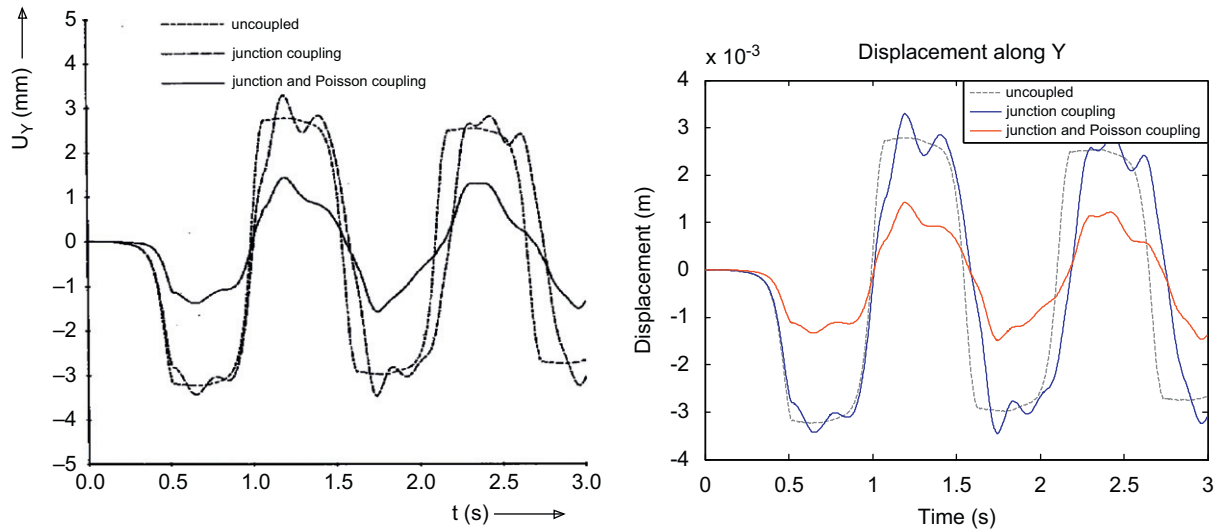 U_Y (mm)
5
4
3
2
1
0
–1
–2
–3
–4
–5
uncoupled
junction coupling
junction and Poisson coupling
0.0 0.5 1.0 1.5 2.0 2.5 3.0
t (s)
x 10-3
Displacement along Y
Displacement (m)
4
3
2
1
0
-1
-2
-3
-4
uncoupled
junction coupling
junction and Poisson coupling
0 0.5 1 1.5 2 2.5 3
Time (s)